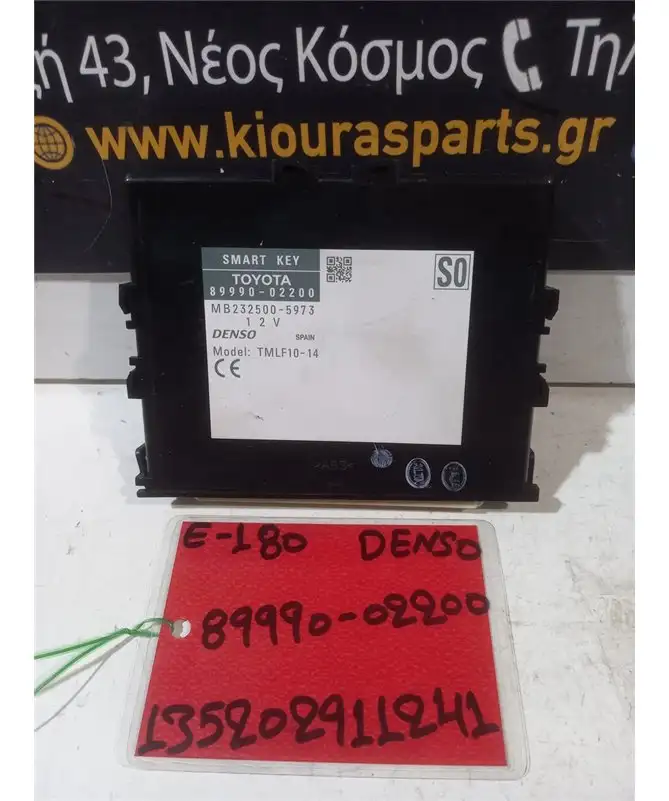 43, Νέος Κόσμος Τηλ
www.kiourasparts.gr
SMART KEY
TOYOTA
89990-02200
S0
MB232500-5973
12V
DENSO SPAIN
Model: TMLF10-14
CE
>ABS<
E-180 DENSO
89990-02200
135202911241